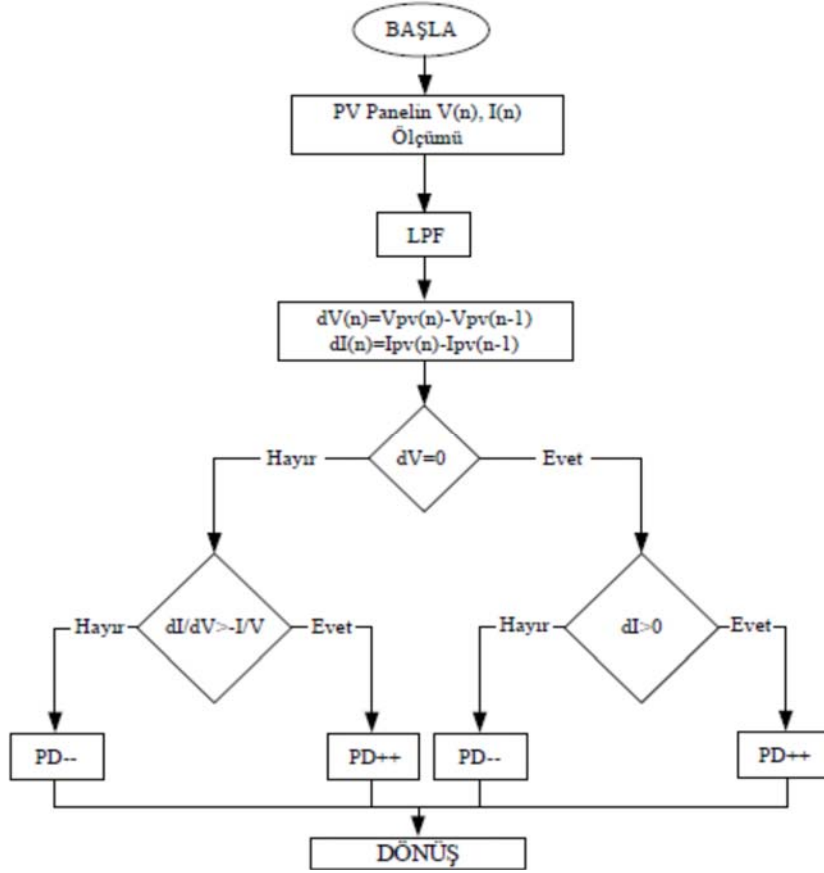 BAŞLA
PV Panelin V(n), I(n)
Ölçümü
LPF
dV(n)=Vpv(n)-Vpv(n-1)
dI(n)=Ipv(n)-Ipv(n-1)
Hayır
dV=0
Evet
Hayır
dI/dV>-I/V
Evet
Hayır
dI>0
Evet
PD--
PD++
PD--
PD++
DÖNÜŞ